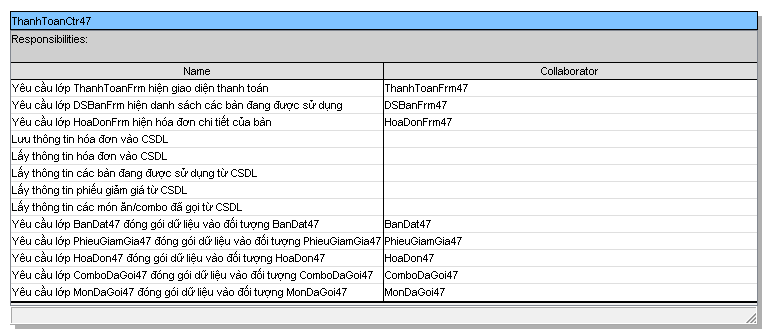 ThanhToanCtr47
Responsibilities:
Name Collaborator
Yêu cầu lớp ThanhToanFrm hiện giao diện thanh toán ThanhToanFrm47
Yêu cầu lớp DSBanFrm hiện danh sách các bàn đang được sử dụng DSBanFrm47
Yêu cầu lớp HoaDonFrm hiện hóa đơn chi tiết của bàn HoaDonFrm47
Lưu thông tin hóa đơn vào CSDL
Lấy thông tin hóa đơn vào CSDL
Lấy thông tin các bàn đang được sử dụng từ CSDL
Lấy thông tin phiếu giảm giá từ CSDL
Lấy thông tin các món ăn/combo đã gọi từ CSDL
Yêu cầu lớp BanDat47 đóng gói dữ liệu vào đối tượng BanDat47 BanDat47
Yêu cầu lớp PhieuGiamGia47 đóng gói dữ liệu vào đối tượng PhieuGiamGia47 PhieuGiamGia47
Yêu cầu lớp HoaDon47 đóng gói dữ liệu vào đối tượng HoaDon47 HoaDon47
Yêu cầu lớp ComboDaGoi47 đóng gói dữ liệu vào đối tượng ComboDaGoi47 ComboDaGoi47
Yêu cầu lớp MonDaGoi47 đóng gói dữ liệu vào đối tượng MonDaGoi47 MonDaGoi47